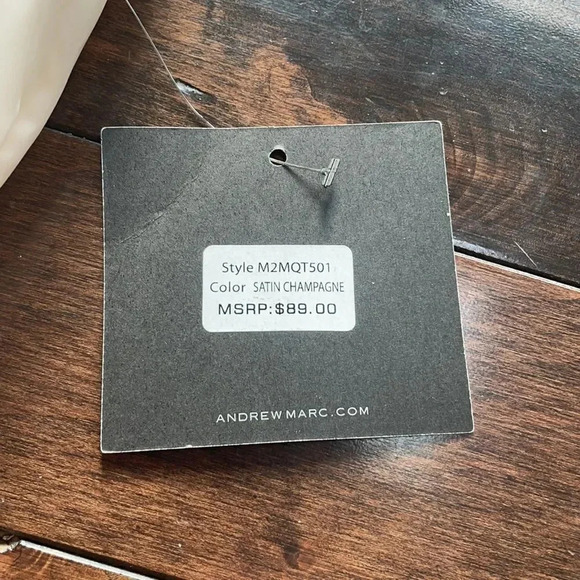 Style M2MQT501
Color SATIN CHAMPAGNE
MSRP:$89.00
ANDREWMARC.COM